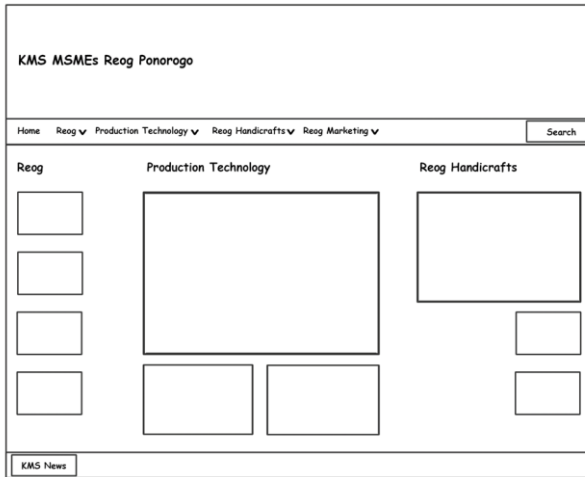 KMS MSMEs Reog Ponorogo
Home Reog Production Technology Reog Handicrafts Reog Marketing Search
Reog Production Technology Reog Handicrafts
KMS News